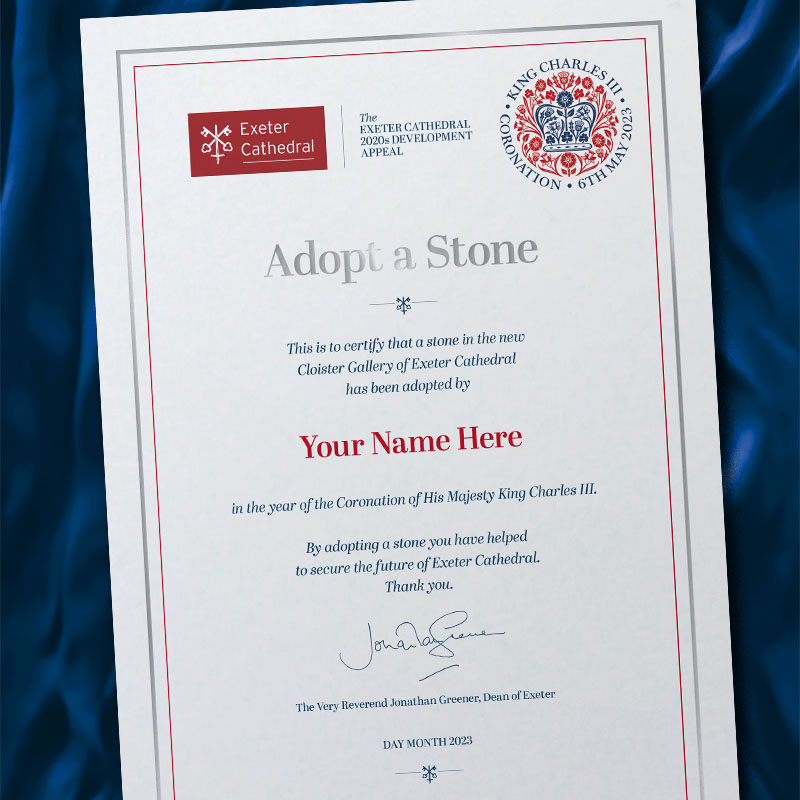 Exeter
Cathedral
The
EXETER CATHEDRAL
2020s DEVELOPMENT
APPEAL
KING CHARLES III • 6TH MAY 2023 • CORONATION •
Adopt a Stone
This is to certify that a stone in the new
Cloister Gallery of Exeter Cathedral
has been adopted by
Your Name Here
in the year of the Coronation of His Majesty King Charles III.
By adopting a stone you have helped
to secure the future of Exeter Cathedral.
Thank you.
Jonathan Greener
The Very Reverend Jonathan Greener, Dean of Exeter
DAY MONTH 2023